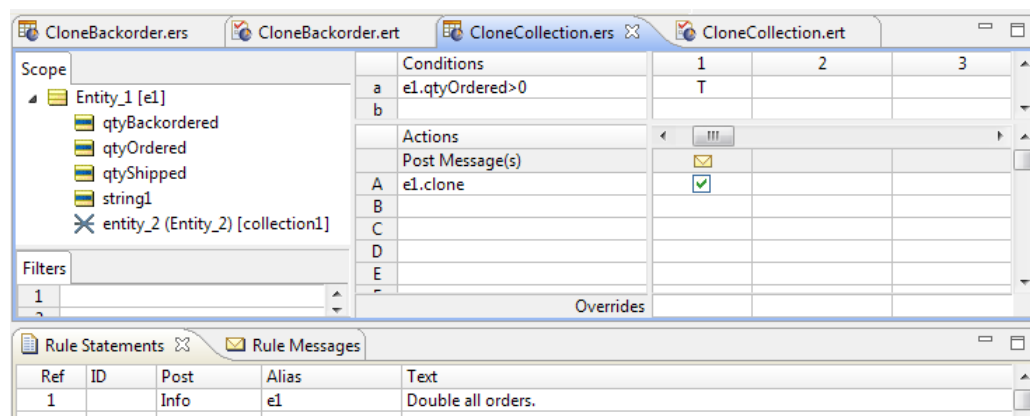 CloneBackorder.ers CloneBackorder.ert CloneCollection.ers CloneCollection.ert
Scope
Entity_1 [e1]
qtyBackordered
qtyOrdered
qtyShipped
string1
entity_2 (Entity_2) [collection1]
Filters
1
Conditions 1 2 3
a e1.qtyOrdered>0 T
b
Actions
Post Message(s)
A e1.clone
B
C
D
E
Overrides
Rule Statements Rule Messages
Ref ID Post Alias Text
1 Info e1 Double all orders.